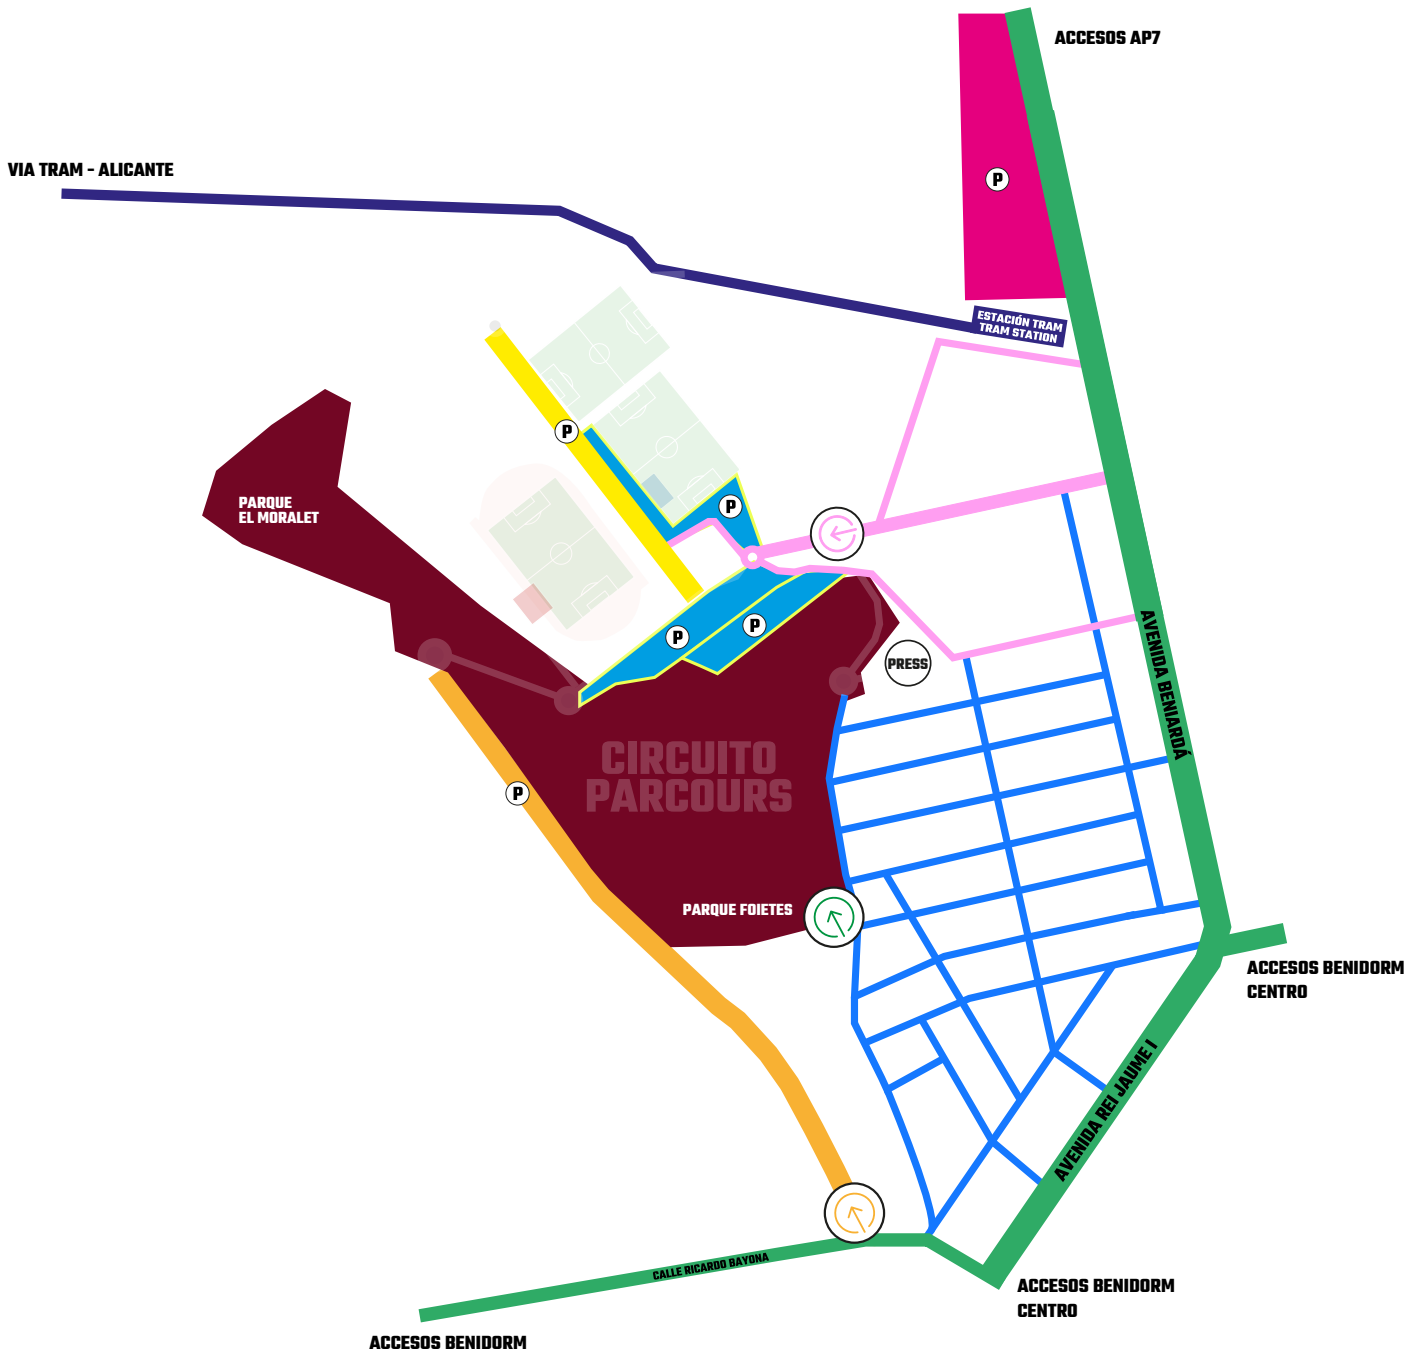 ACCESOS AP7
VIA TRAM - ALICANTE
P
ESTACIÓN TRAM
TRAM STATION
P
PARQUE
EL MORALET
P
P
P
PRESS
AVENIDA BENIARDÁ
CIRCUITO
PARCOURS
P
PARQUE FOIETES
ACCESOS BENIDORM
CENTRO
AVENIDA REI JAUME I
CALLE RICARDO BAYONA
ACCESOS BENIDORM
CENTRO
ACCESOS BENIDORM